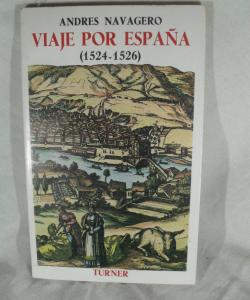 ANDRES NAVAGERO
VIAJE POR ESPAÑA
(1524-1526)
TURNER